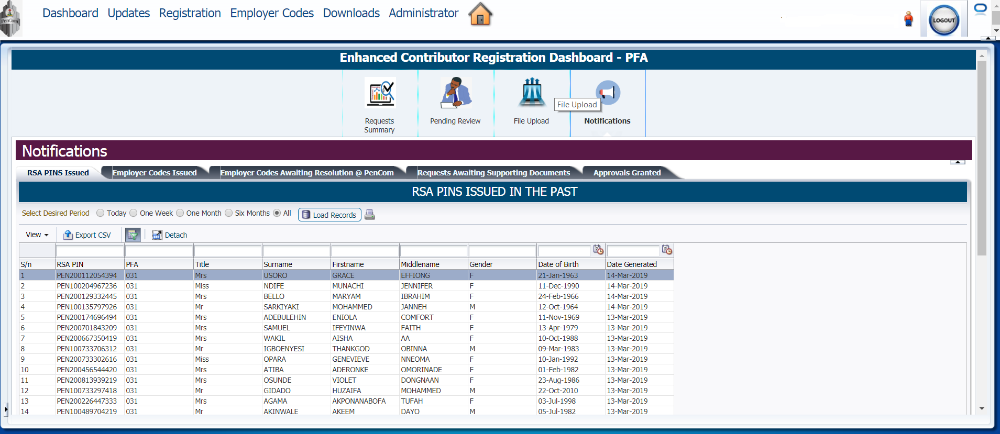 PenCom
Dashboard Updates Registration Employer Codes Downloads Administrator
LOGOUT
Enhanced Contributor Registration Dashboard - PFA
Requests Summary
Pending Review
File Upload
File Upload
Notifications
Notifications
RSA PINS Issued Employer Codes Issued Employer Codes Awaiting Resolution @ PenCom Requests Awaiting Supporting Documents Approvals Granted
RSA PINS ISSUED IN THE PAST
Select Desired Period Today One Week One Month Six Months All Load Records
View Export CSV Detach
S/n RSA PIN PFA Title Surname Firstname Middlename Gender Date of Birth Date Generated
1 PEN200112054394 031 Mrs USORO GRACE EFFIONG F 21-Jan-1963 14-Mar-2019
2 PEN100204967236 031 Miss NDIFE MUNACHI JENNIFER F 11-Dec-1990 14-Mar-2019
3 PEN200129332445 031 Mrs BELLO MARYAM IBRAHIM F 24-Feb-1966 14-Mar-2019
4 PEN100135797926 031 Mr SARKIYAKI MOHAMMED JANNEH M 12-Oct-1964 14-Mar-2019
5 PEN200174696494 031 Mrs ADEBULEHIN ENIOLA COMFORT F 11-Nov-1969 13-Mar-2019
6 PEN200701843209 031 Mrs SAMUEL IFEYINWA FAITH F 13-Apr-1979 13-Mar-2019
7 PEN200667350419 031 Mrs WAKIL AISHA AA F 10-Oct-1988 13-Mar-2019
8 PEN100733706312 031 Mr IGBOENYESI THANKGOD OBINNA M 09-Mar-1983 13-Mar-2019
9 PEN200733302616 031 Miss OPARA GENEVIEVE NNEOMA F 10-Jan-1992 13-Mar-2019
10 PEN200456544420 031 Mrs ATIBA ADERONKE OMORINADE F 01-Feb-1982 13-Mar-2019
11 PEN200813939219 031 Mrs OSUNDE VIOLET DONGNAAN F 23-Aug-1986 13-Mar-2019
12 PEN100733297418 031 Mr GIDADO HUZAIFA MOHAMMED M 22-Oct-2010 13-Mar-2019
13 PEN200226447333 031 Mrs AGAMA AKPONANABOFA TUFAH F 03-Jul-1998 13-Mar-2019
14 PEN100489704219 031 Mr AKINWALE AKEEM DAYO M 05-Jul-1982 13-Mar-2019